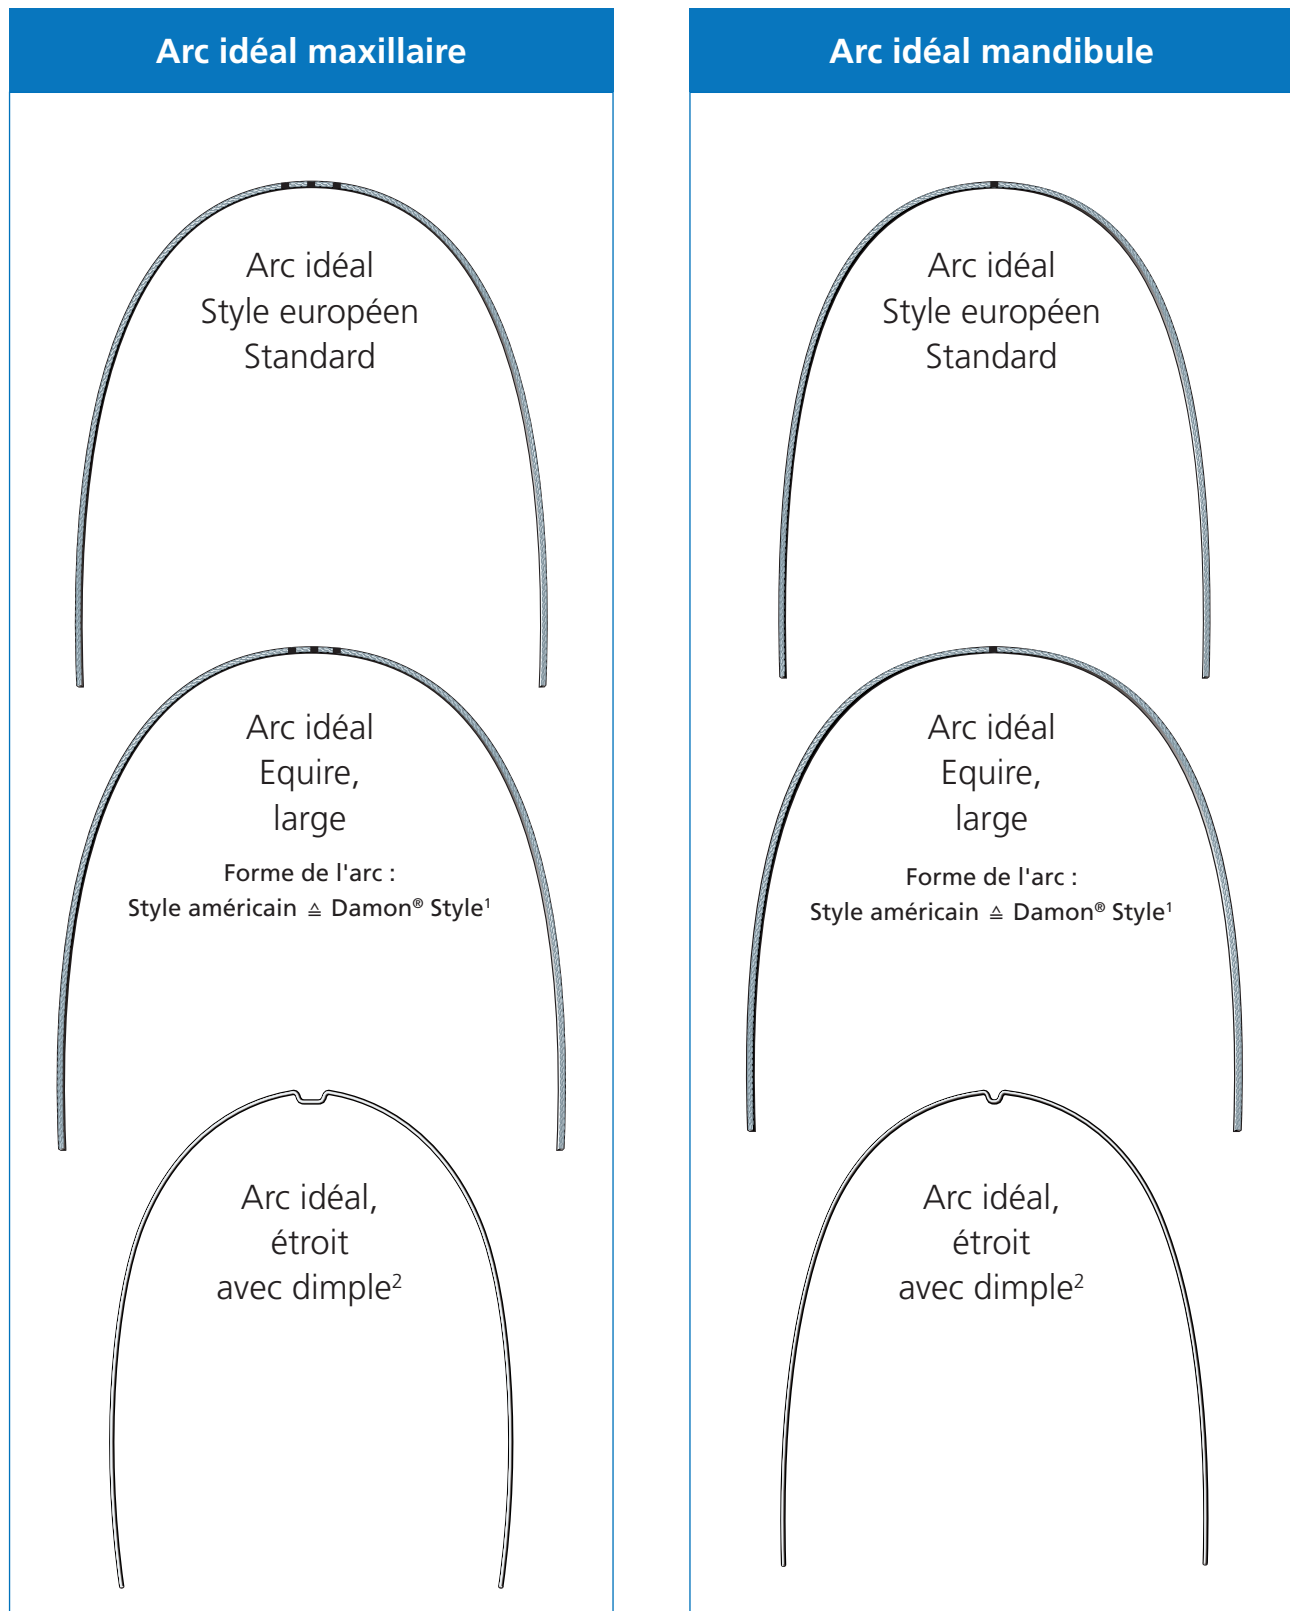 Arc idéal maxillaire
Arc idéal
Style européen
Standard
Arc idéal
Equire,
large
Forme de l'arc :
Style américain ≙ Damon® Style¹
Arc idéal,
étroit
avec dimple²
Arc idéal mandibule
Arc idéal
Style européen
Standard
Arc idéal
Equire,
large
Forme de l'arc :
Style américain ≙ Damon® Style¹
Arc idéal,
étroit
avec dimple²